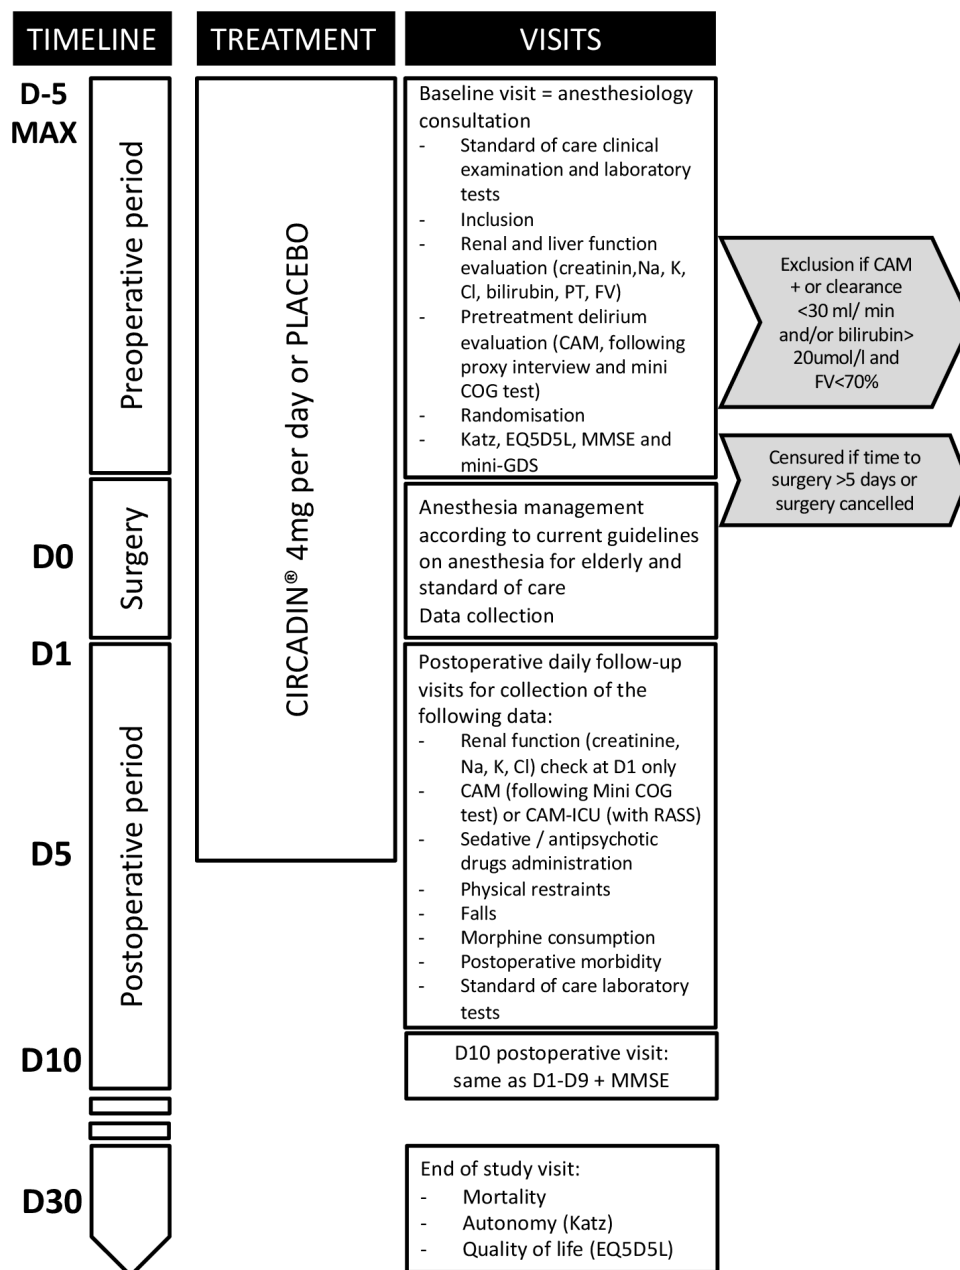 TIMELINE
TREATMENT
VISITS
D-5
MAX
Preoperative period
CIRCADIN® 4mg per day or PLACEBO
Baseline visit = anesthesiology
consultation
- Standard of care clinical
examination and laboratory
tests
- Inclusion
- Renal and liver function
evaluation (creatinin,Na, K,
Cl, bilirubin, PT, FV)
- Pretreatment delirium
evaluation (CAM, following
proxy interview and mini
COG test)
- Randomisation
- Katz, EQ5D5L, MMSE and
mini-GDS
Exclusion if CAM
+ or clearance
<30 ml/ min
and/or bilirubin>
20umol/l and
FV<70%
Censured if time to
surgery >5 days or
surgery cancelled
D0
Surgery
Anesthesia management
according to current guidelines
on anesthesia for elderly and
standard of care
Data collection
D1
Postoperative period
D5
Postoperative daily follow-up
visits for collection of the
following data:
- Renal function (creatinine,
Na, K, Cl) check at D1 only
- CAM (following Mini COG
test) or CAM-ICU (with RASS)
- Sedative / antipsychotic
drugs administration
- Physical restraints
- Falls
- Morphine consumption
- Postoperative morbidity
- Standard of care laboratory
tests
D10
D10 postoperative visit:
same as D1-D9 + MMSE
D30
End of study visit:
- Mortality
- Autonomy (Katz)
- Quality of life (EQ5D5L)